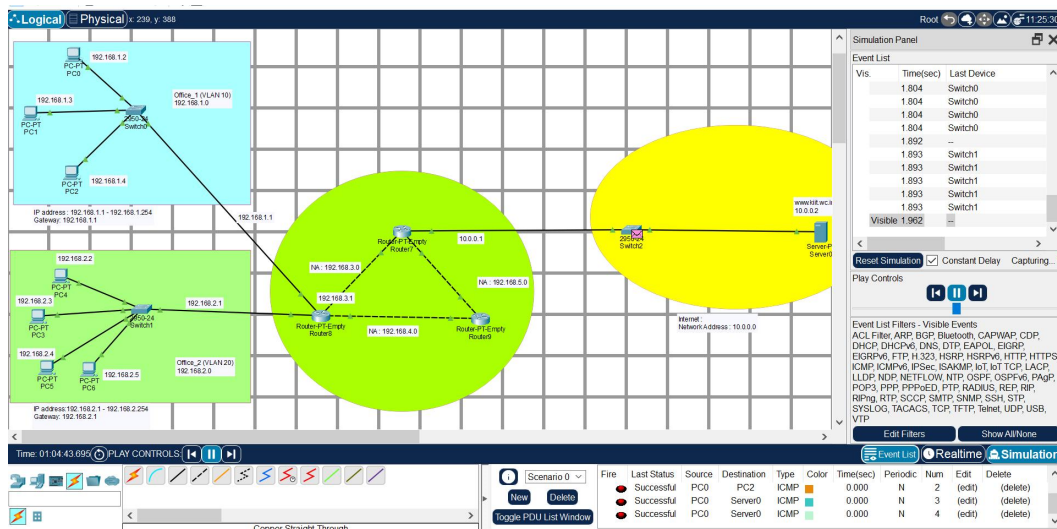 Logical Physical x: 239, y: 388 Root 11:25:30
192.168.1.2
PC-PT
PC0
192.168.1.3
PC-PT
PC1
Office_1 (VLAN 10)
192.168.1.0
2950-24
Switch0
192.168.1.4
PC-PT
PC2
IP address : 192.168.1.1 - 192.168.1.254
Gateway: 192.168.1.1
192.168.1.1
192.168.2.2
PC-PT
PC4
192.168.2.3
PC-PT
PC3
192.168.2.1
2950-24
Switch1
192.168.2.4
PC-PT
PC5
192.168.2.5
PC-PT
PC6
Office_2 (VLAN 20)
192.168.2.0
IP address:192.168.2.1 - 192.168.2.254
Gateway: 192.168.2.1
Router-PT-Empty
Router7
10.0.0.1
NA : 192.168.3.0
NA : 192.168.5.0
192.168.3.1
Router-PT-Empty
Router8
NA : 192.168.4.0
Router-PT-Empty
Router9
2950-24
Switch2
www.kiit.wc.i
10.0.0.2
Server-P
Server0
Internet :
Network Address : 10.0.0.0
Simulation Panel
Event List
Vis. Time(sec) Last Device
1.804 Switch0
1.804 Switch0
1.804 Switch0
1.804 Switch0
1.892 --
1.893 Switch1
1.893 Switch1
1.893 Switch1
1.893 Switch1
1.893 Switch1
Visible 1.962 --
Reset Simulation Constant Delay Capturing...
Play Controls
Event List Filters - Visible Events
ACL Filter, ARP, BGP, Bluetooth, CAPWAP, CDP,
DHCP, DHCPv6, DNS, DTP, EAPOL, EIGRP,
EIGRPv6, FTP, H.323, HSRP, HSRPv6, HTTP, HTTPS,
ICMP, ICMPv6, IPSec, ISAKMP, IoT, IoT TCP, LACP,
LLDP, NDP, NETFLOW, NTP, OSPF, OSPFv6, PAgP,
POP3, PPP, PPPoED, PTP, RADIUS, REP, RIP,
RIPng, RTP, SCCP, SMTP, SNMP, SSH, STP,
SYSLOG, TACACS, TCP, TFTP, Telnet, UDP, USB,
VTP
Edit Filters Show All/None
Time: 01:04:43.695 PLAY CONTROLS:
Event List Realtime Simulation
Scenario 0
New Delete
Toggle PDU List Window
Fire Last Status Source Destination Type Color Time(sec) Periodic Num Edit Delete
Successful PC0 PC2 ICMP 0.000 N 2 (edit) (delete)
Successful PC0 Server0 ICMP 0.000 N 3 (edit) (delete)
Successful PC0 Server0 ICMP 0.000 N 4 (edit) (delete)
Copper Straight-Through